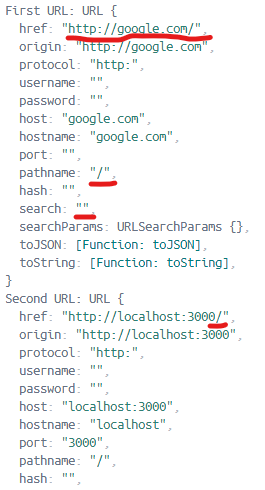 First URL: URL {
  href: "http://google.com/",
  origin: "http://google.com",
  protocol: "http:",
  username: "",
  password: "",
  host: "google.com",
  hostname: "google.com",
  port: "",
  pathname: "/",
  hash: "",
  search: "",
  searchParams: URLSearchParams {},
  toJSON: [Function: toJSON],
  toString: [Function: toString],
}
Second URL: URL {
  href: "http://localhost:3000/",
  origin: "http://localhost:3000",
  protocol: "http:",
  username: "",
  password: "",
  host: "localhost:3000",
  hostname: "localhost",
  port: "3000",
  pathname: "/",
  hash: "",